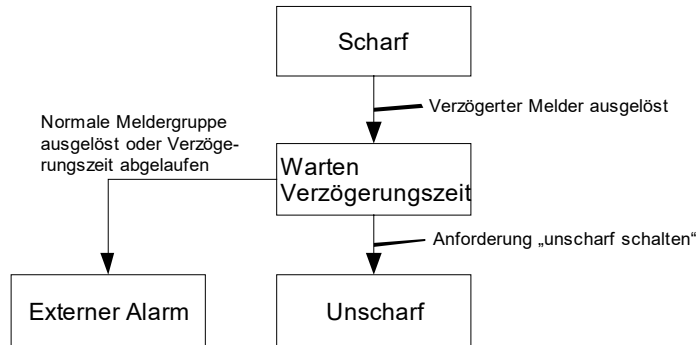 Scharf
Verzögerter Melder ausgelöst
Normale Meldergruppe
ausgelöst oder Verzöge-
rungszeit abgelaufen
Warten
Verzögerungszeit
Anforderung „unscharf schalten“
Externer Alarm
Unscharf